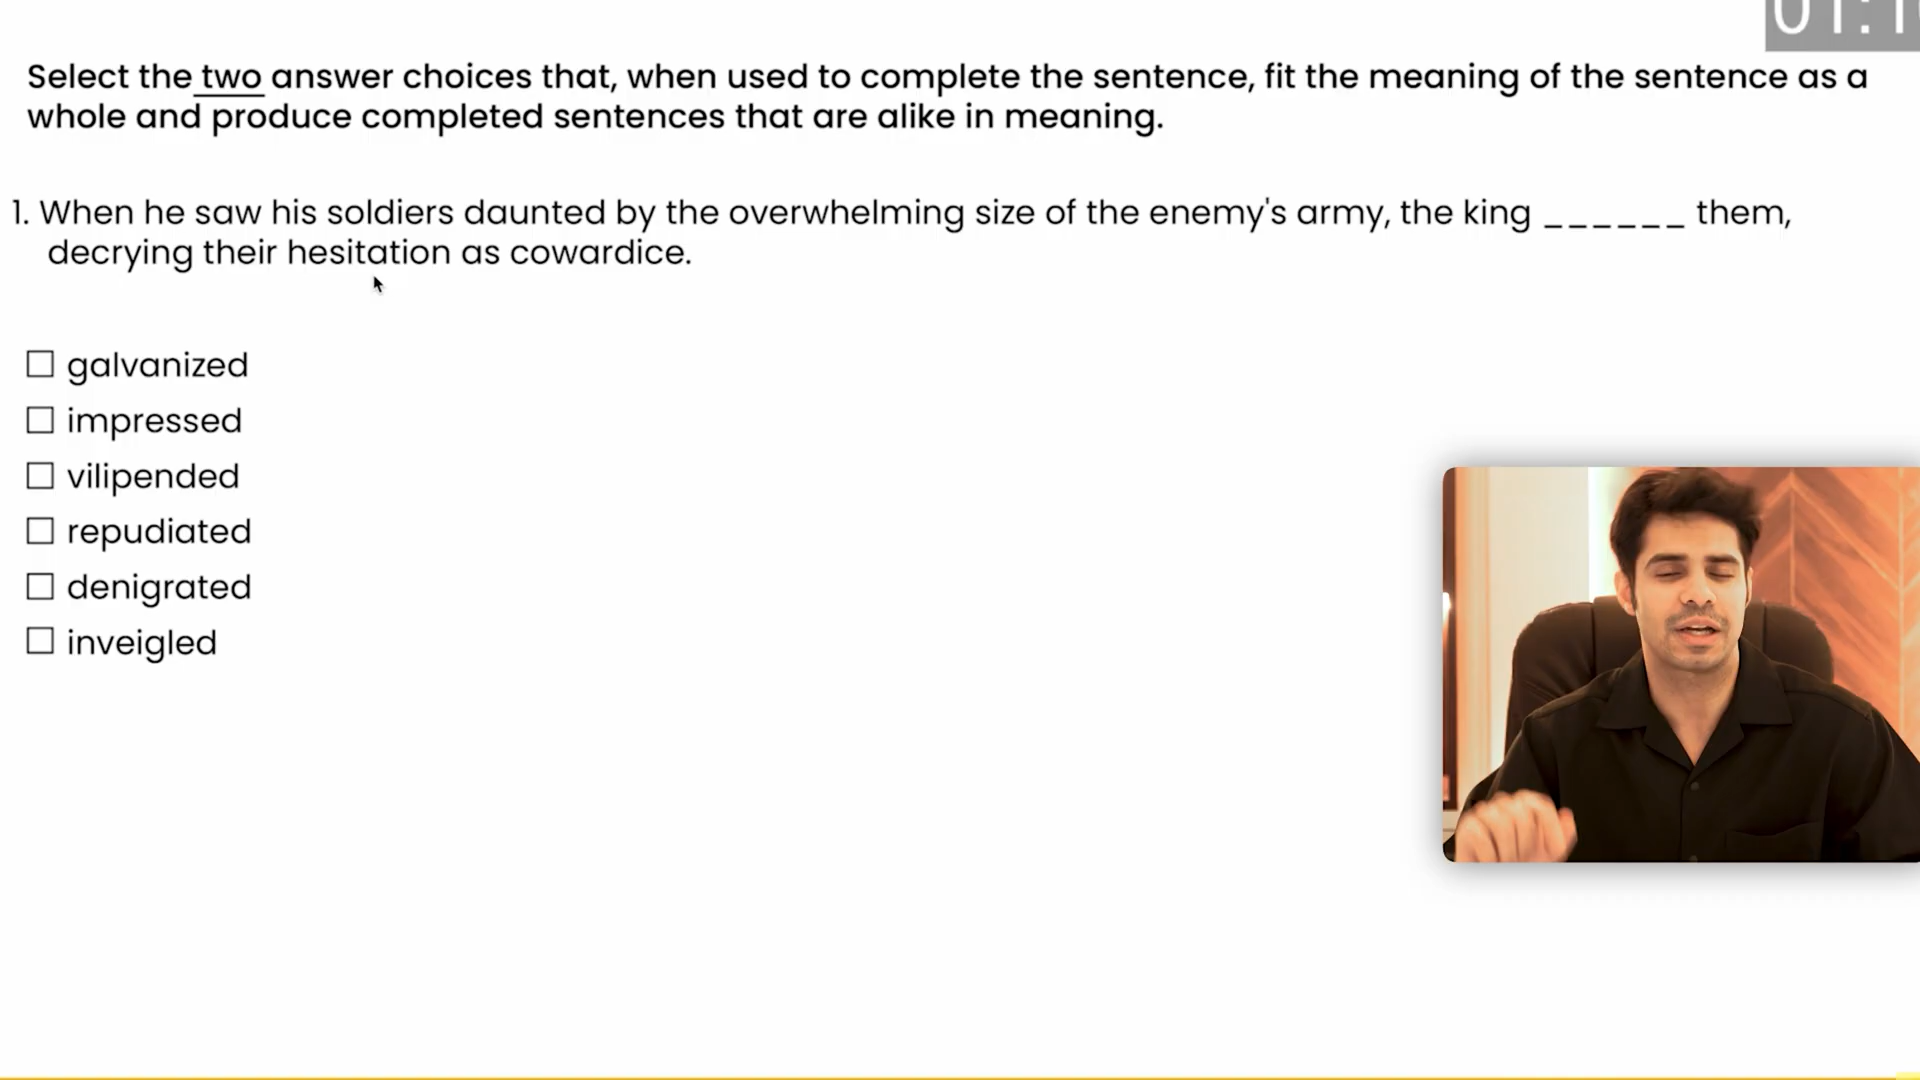 Select the two answer choices that, when used to complete the sentence, fit the meaning of the sentence as a
whole and produce completed sentences that are alike in meaning.
1. When he saw his soldiers daunted by the overwhelming size of the enemy's army, the king ______ them,
decrying their hesitation as cowardice.
galvanized
impressed
vilipended
repudiated
denigrated
inveigled